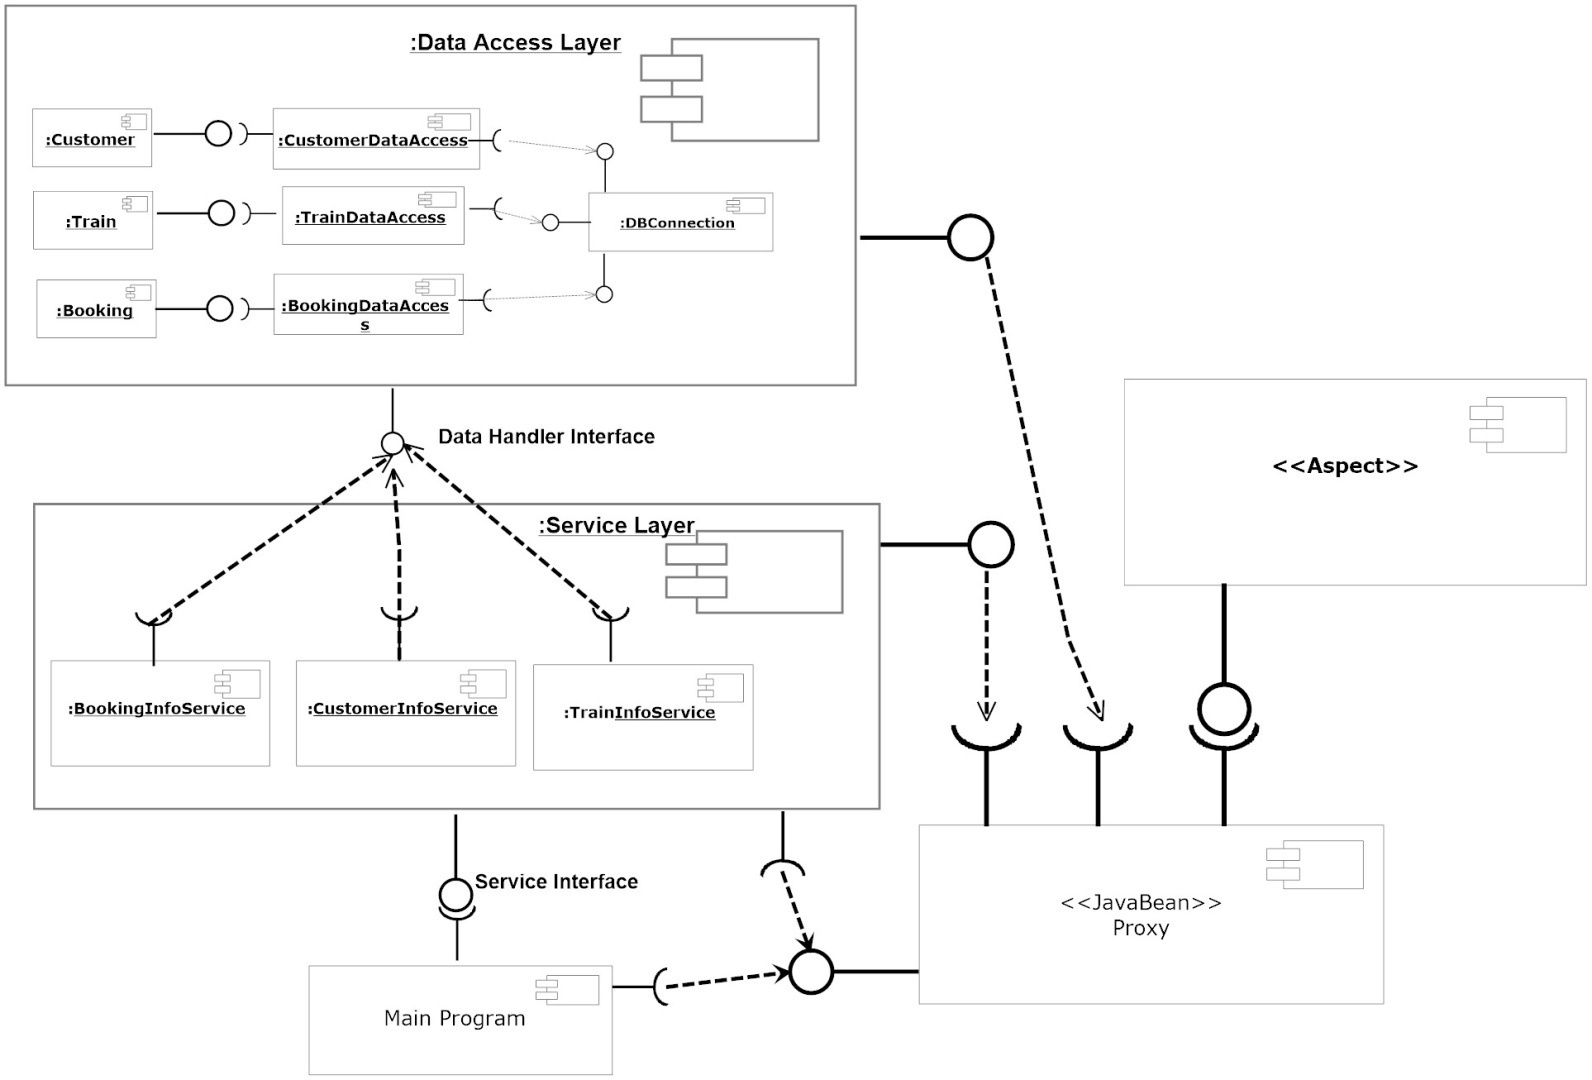 :Data Access Layer
:Customer
:CustomerDataAccess
:Train
:TrainDataAccess
:DBConnection
:Booking
:BookingDataAcces
s
Data Handler Interface
<<Aspect>>
:Service Layer
:BookingInfoService
:CustomerInfoService
:TrainInfoService
Service Interface
<<JavaBean>>
Proxy
Main Program